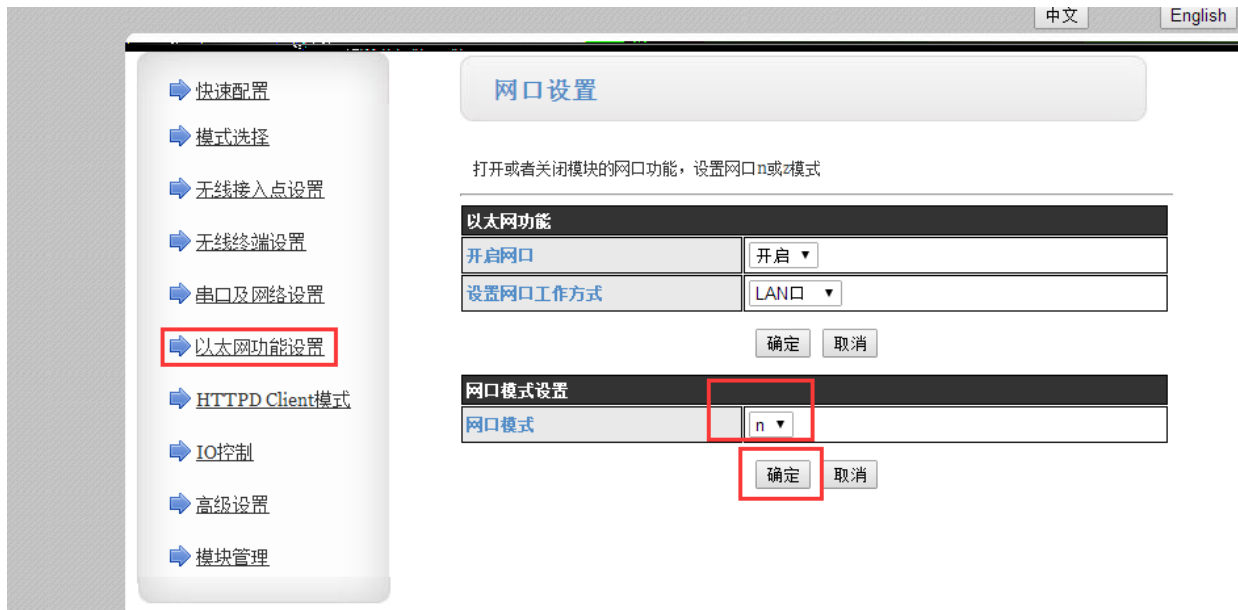 中文 English
快速配置
模式选择
无线接入点设置
无线终端设置
串口及网络设置
以太网功能设置
HTTPD Client模式
IO控制
高级设置
模块管理
网口设置
打开或者关闭模块的网口功能，设置网口n或z模式
以太网功能
开启网口 开启
设置网口工作方式 LAN口
确定 取消
网口模式设置
网口模式 n
确定 取消